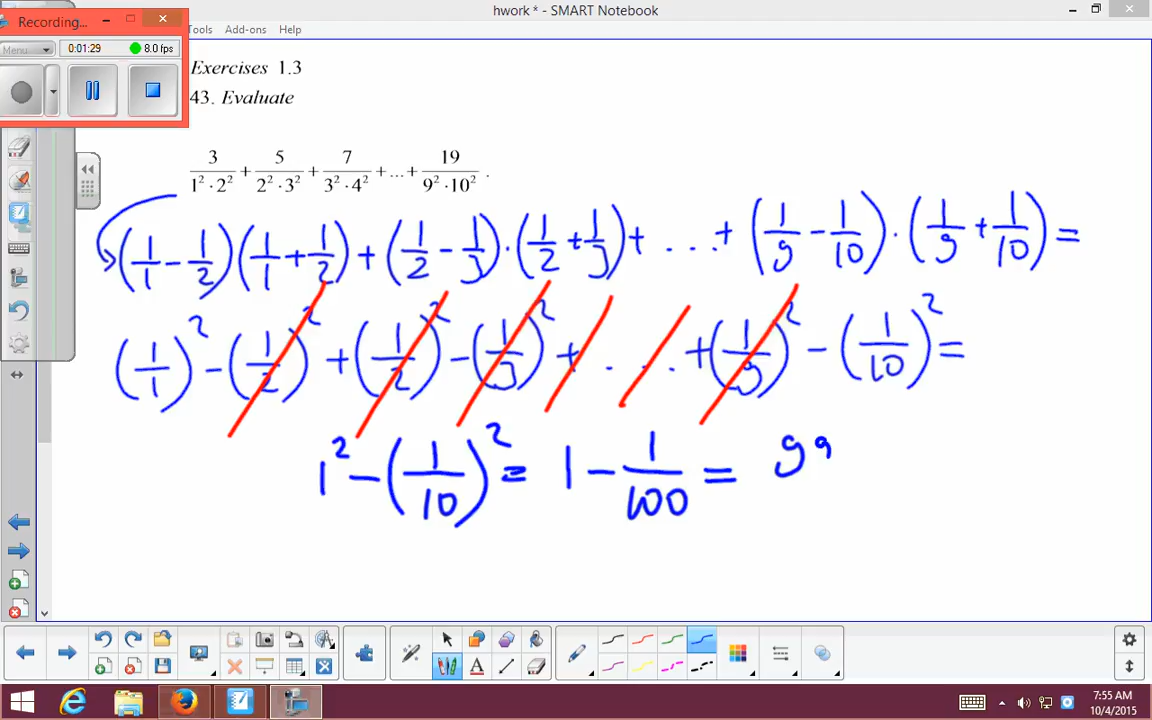 hwork * - SMART Notebook
Recording...
Tools Add-ons Help
Menu 0:01:29 8.0 fps
Exercises 1.3
43. Evaluate
3/(1²·2²) + 5/(2²·3²) + 7/(3²·4²) + ... + 19/(9²·10²) .
(1/1 - 1/2)(1/1 + 1/2) + (1/2 - 1/3)·(1/2 + 1/3) + ... + (1/9 - 1/10)·(1/9 + 1/10) =
(1/1)² - (1/2)² + (1/2)² - (1/3)² + ... + (1/9)² - (1/10)² =
1² - (1/10)² = 1 - 1/100 = 99
A
7:55 AM
10/4/2015